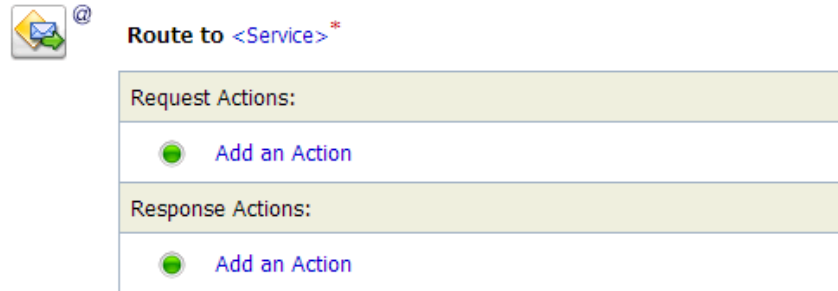 @
Route to <Service>*
Request Actions:
Add an Action
Response Actions:
Add an Action